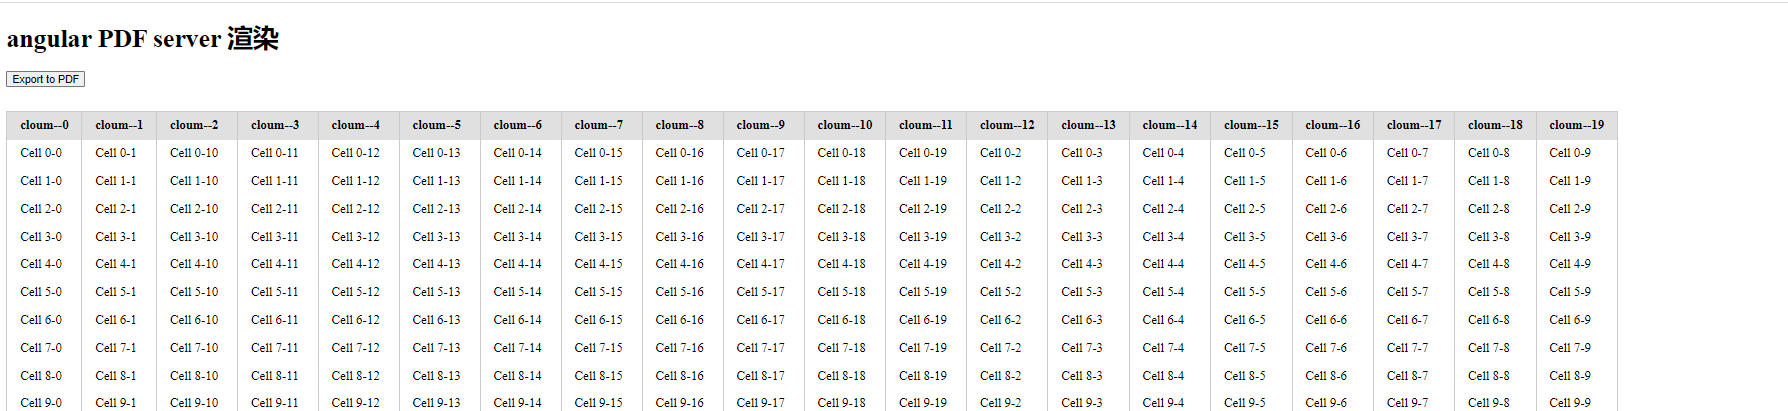 angular PDF server 渲染
Export to PDF
cloum--0 cloum--1 cloum--2 cloum--3 cloum--4 cloum--5 cloum--6 cloum--7 cloum--8 cloum--9 cloum--10 cloum--11 cloum--12 cloum--13 cloum--14 cloum--15 cloum--16 cloum--17 cloum--18 cloum--19
Cell 0-0 Cell 0-1 Cell 0-10 Cell 0-11 Cell 0-12 Cell 0-13 Cell 0-14 Cell 0-15 Cell 0-16 Cell 0-17 Cell 0-18 Cell 0-19 Cell 0-2 Cell 0-3 Cell 0-4 Cell 0-5 Cell 0-6 Cell 0-7 Cell 0-8 Cell 0-9
Cell 1-0 Cell 1-1 Cell 1-10 Cell 1-11 Cell 1-12 Cell 1-13 Cell 1-14 Cell 1-15 Cell 1-16 Cell 1-17 Cell 1-18 Cell 1-19 Cell 1-2 Cell 1-3 Cell 1-4 Cell 1-5 Cell 1-6 Cell 1-7 Cell 1-8 Cell 1-9
Cell 2-0 Cell 2-1 Cell 2-10 Cell 2-11 Cell 2-12 Cell 2-13 Cell 2-14 Cell 2-15 Cell 2-16 Cell 2-17 Cell 2-18 Cell 2-19 Cell 2-2 Cell 2-3 Cell 2-4 Cell 2-5 Cell 2-6 Cell 2-7 Cell 2-8 Cell 2-9
Cell 3-0 Cell 3-1 Cell 3-10 Cell 3-11 Cell 3-12 Cell 3-13 Cell 3-14 Cell 3-15 Cell 3-16 Cell 3-17 Cell 3-18 Cell 3-19 Cell 3-2 Cell 3-3 Cell 3-4 Cell 3-5 Cell 3-6 Cell 3-7 Cell 3-8 Cell 3-9
Cell 4-0 Cell 4-1 Cell 4-10 Cell 4-11 Cell 4-12 Cell 4-13 Cell 4-14 Cell 4-15 Cell 4-16 Cell 4-17 Cell 4-18 Cell 4-19 Cell 4-2 Cell 4-3 Cell 4-4 Cell 4-5 Cell 4-6 Cell 4-7 Cell 4-8 Cell 4-9
Cell 5-0 Cell 5-1 Cell 5-10 Cell 5-11 Cell 5-12 Cell 5-13 Cell 5-14 Cell 5-15 Cell 5-16 Cell 5-17 Cell 5-18 Cell 5-19 Cell 5-2 Cell 5-3 Cell 5-4 Cell 5-5 Cell 5-6 Cell 5-7 Cell 5-8 Cell 5-9
Cell 6-0 Cell 6-1 Cell 6-10 Cell 6-11 Cell 6-12 Cell 6-13 Cell 6-14 Cell 6-15 Cell 6-16 Cell 6-17 Cell 6-18 Cell 6-19 Cell 6-2 Cell 6-3 Cell 6-4 Cell 6-5 Cell 6-6 Cell 6-7 Cell 6-8 Cell 6-9
Cell 7-0 Cell 7-1 Cell 7-10 Cell 7-11 Cell 7-12 Cell 7-13 Cell 7-14 Cell 7-15 Cell 7-16 Cell 7-17 Cell 7-18 Cell 7-19 Cell 7-2 Cell 7-3 Cell 7-4 Cell 7-5 Cell 7-6 Cell 7-7 Cell 7-8 Cell 7-9
Cell 8-0 Cell 8-1 Cell 8-10 Cell 8-11 Cell 8-12 Cell 8-13 Cell 8-14 Cell 8-15 Cell 8-16 Cell 8-17 Cell 8-18 Cell 8-19 Cell 8-2 Cell 8-3 Cell 8-4 Cell 8-5 Cell 8-6 Cell 8-7 Cell 8-8 Cell 8-9
Cell 9-0 Cell 9-1 Cell 9-10 Cell 9-11 Cell 9-12 Cell 9-13 Cell 9-14 Cell 9-15 Cell 9-16 Cell 9-17 Cell 9-18 Cell 9-19 Cell 9-2 Cell 9-3 Cell 9-4 Cell 9-5 Cell 9-6 Cell 9-7 Cell 9-8 Cell 9-9